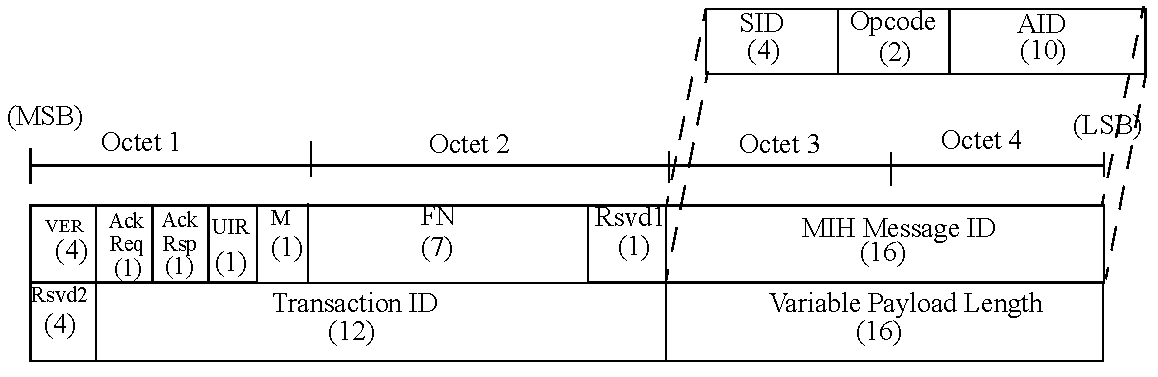 SID Opcode AID
(4) (2) (10)
(MSB) (LSB)
Octet 1 Octet 2 Octet 3 Octet 4
VER Ack Ack UIR M FN Rsvd1 MIH Message ID
Req Rsp
(4) (1) (1) (1) (1) (7) (1) (16)
Rsvd2 Transaction ID Variable Payload Length
(4) (12) (16)